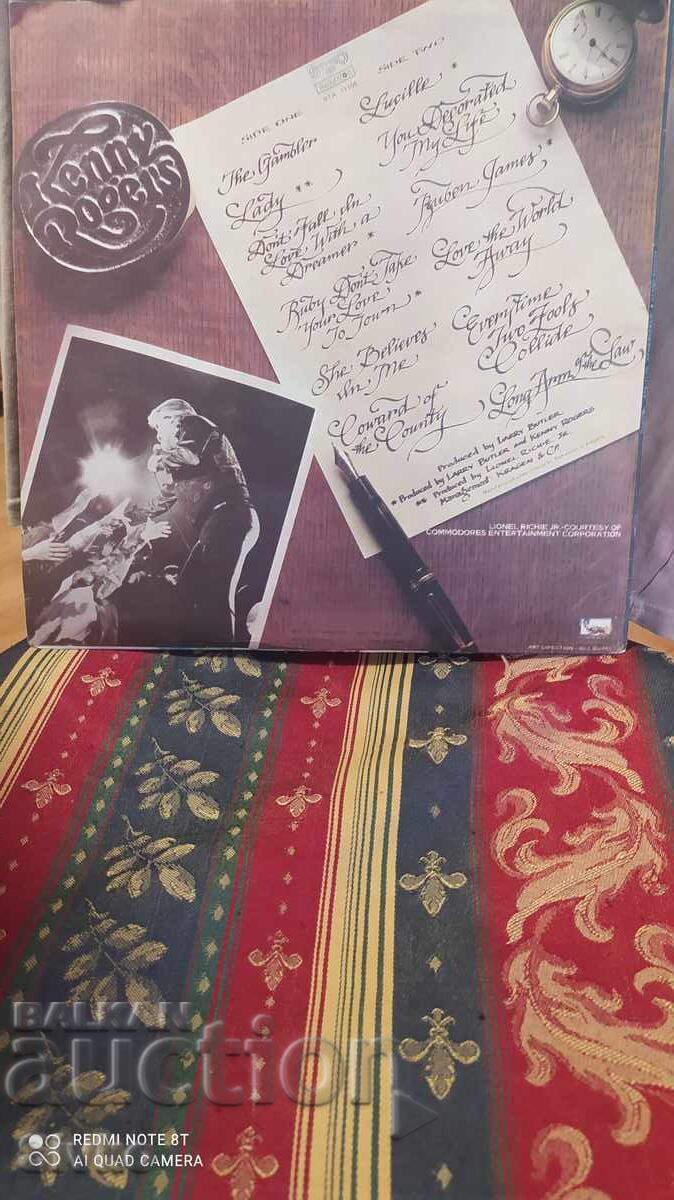 Kenny
Rogers
SIDE ONE
The Gambler
Lady **
Don't Fall In
Love With a
Dreamer *
Ruby Don't Take
Your Love
To Town *
She Believes
In Me
Coward of
the County
SIDE TWO
Lucille *
You Decorated
My Life
Reuben James *
Love the World
Away
Everytime
Two Fools
Collide
Long Arm of the Law
Produced by LARRY BUTLER
* Produced by LARRY BUTLER and KENNY ROGERS
** Produced by LIONEL RICHIE JR.
Management KRAGEN & CO.
LIONEL RICHIE JR.-COURTESY OF
COMMODORES ENTERTAINMENT CORPORATION
BALKAN
auction
REDMI NOTE 8T
AI QUAD CAMERA